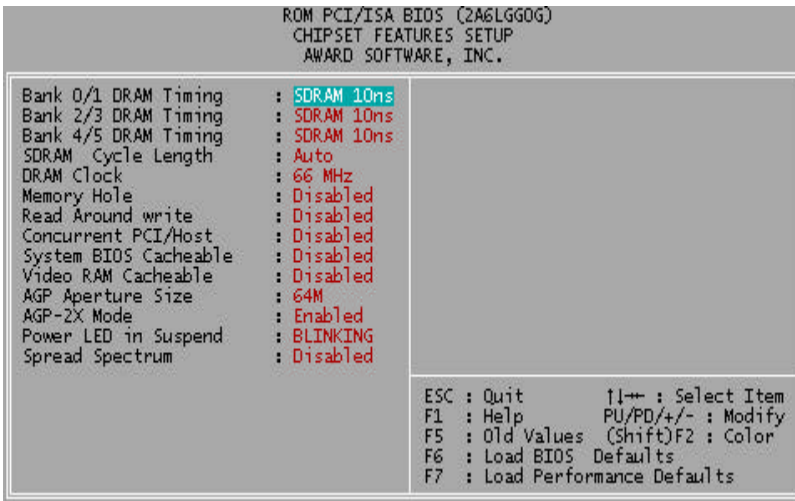 ROM PCI/ISA BIOS (2A6LGG0G)
CHIPSET FEATURES SETUP
AWARD SOFTWARE, INC.
Bank 0/1 DRAM Timing : SDRAM 10ns
Bank 2/3 DRAM Timing : SDRAM 10ns
Bank 4/5 DRAM Timing : SDRAM 10ns
SDRAM Cycle Length : Auto
DRAM Clock : 66 MHz
Memory Hole : Disabled
Read Around write : Disabled
Concurrent PCI/Host : Disabled
System BIOS Cacheable : Disabled
Video RAM Cacheable : Disabled
AGP Aperture Size : 64M
AGP-2X Mode : Enabled
Power LED in Suspend : BLINKING
Spread Spectrum : Disabled
ESC : Quit ↑↓→← : Select Item
F1 : Help PU/PD/+/- : Modify
F5 : Old Values (Shift)F2 : Color
F6 : Load BIOS Defaults
F7 : Load Performance Defaults